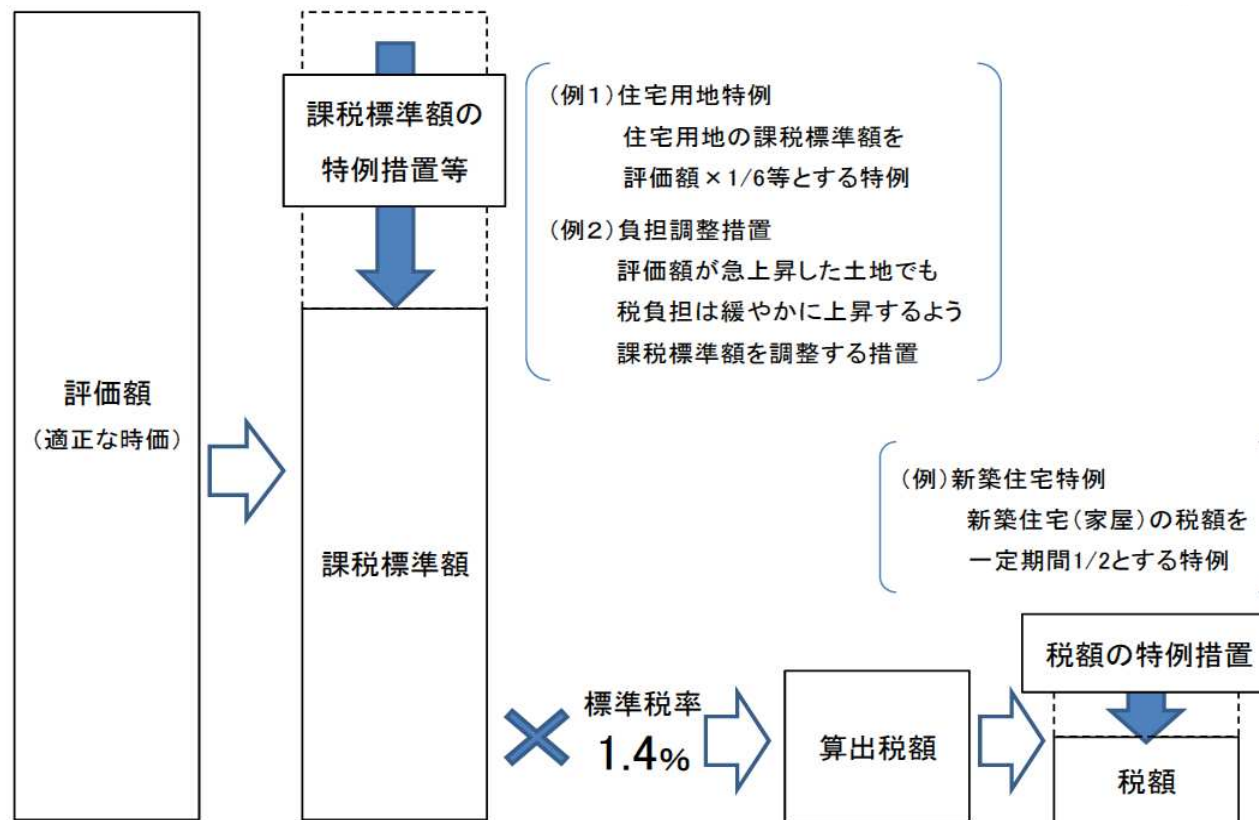 課税標準額の
特例措置等
(例1)住宅用地特例
住宅用地の課税標準額を
評価額×1/6等とする特例
(例2)負担調整措置
評価額が急上昇した土地でも
税負担は緩やかに上昇するよう
課税標準額を調整する措置
評価額
(適正な時価)
課税標準額
(例)新築住宅特例
新築住宅(家屋)の税額を
一定期間1/2とする特例
標準税率
1.4%
算出税額
税額の特例措置
税額